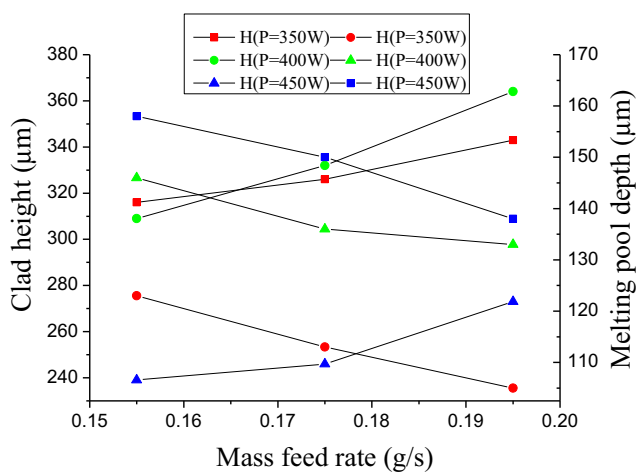 H(P=350W) H(P=350W)
H(P=400W) H(P=400W)
H(P=450W) H(P=450W)
380
360
340
320
300
280
260
240
Clad height (μm)
170
160
150
140
130
120
110
100
Melting pool depth (μm)
0.15 0.16 0.17 0.18 0.19 0.20
Mass feed rate (g/s)